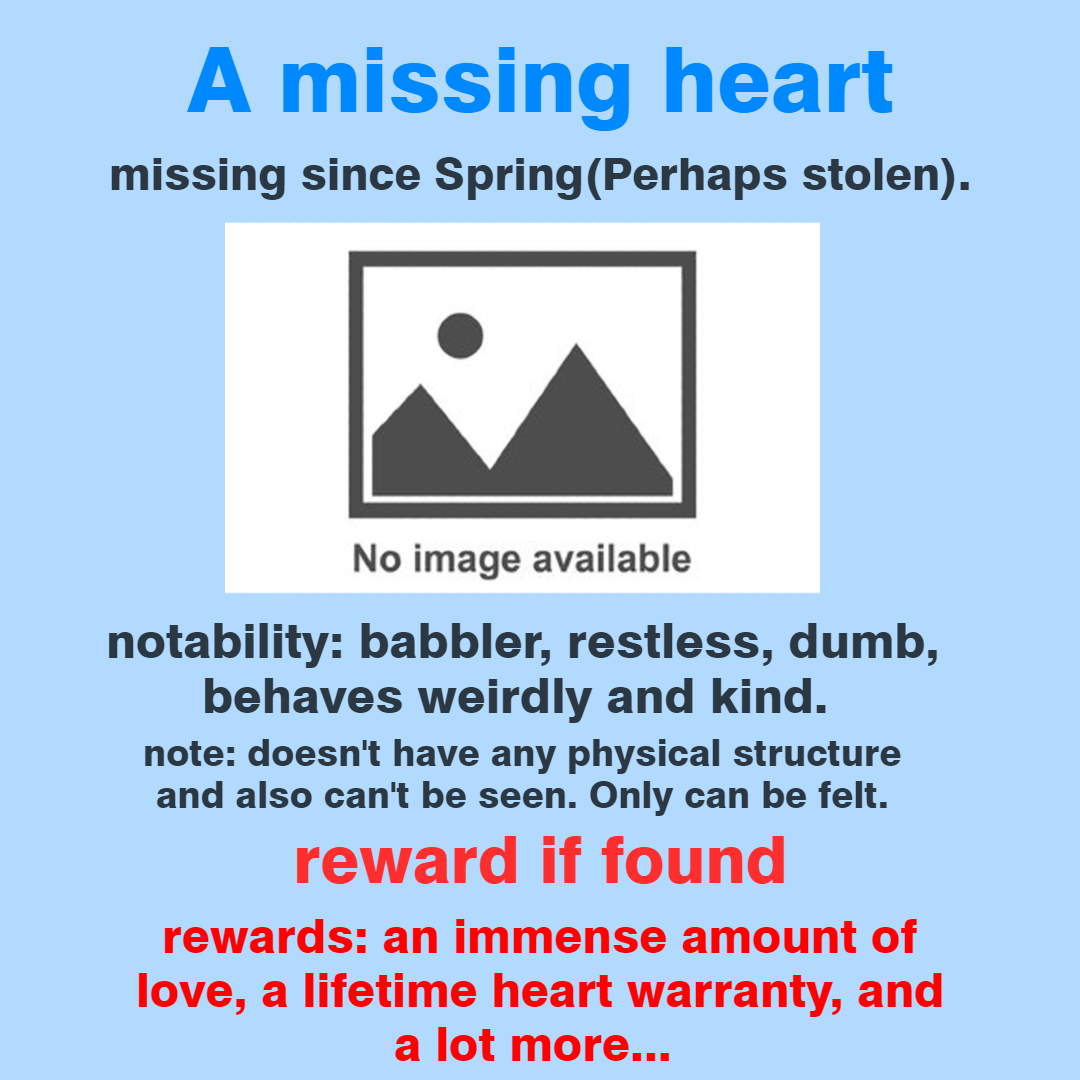 A missing heart
missing since Spring(Perhaps stolen).
No image available
notability: babbler, restless, dumb,
behaves weirdly and kind.
note: doesn't have any physical structure
and also can't be seen. Only can be felt.
reward if found
rewards: an immense amount of
love, a lifetime heart warranty, and
a lot more...